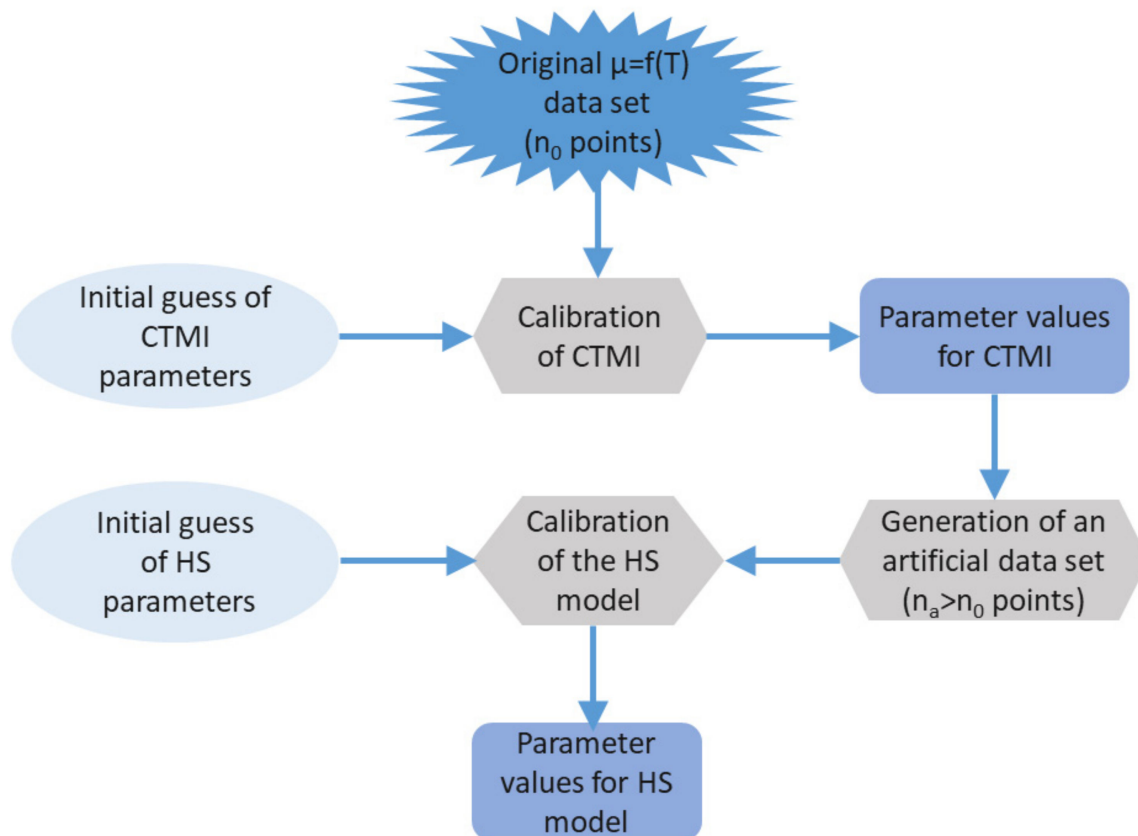 Original µ=f(T)
data set
(n₀ points)
Initial guess of
CTMI
parameters
Calibration
of CTMI
Parameter values
for CTMI
Initial guess
of HS
parameters
Calibration
of the HS
model
Generation of an
artificial data set
(nₐ>n₀ points)
Parameter
values for HS
model